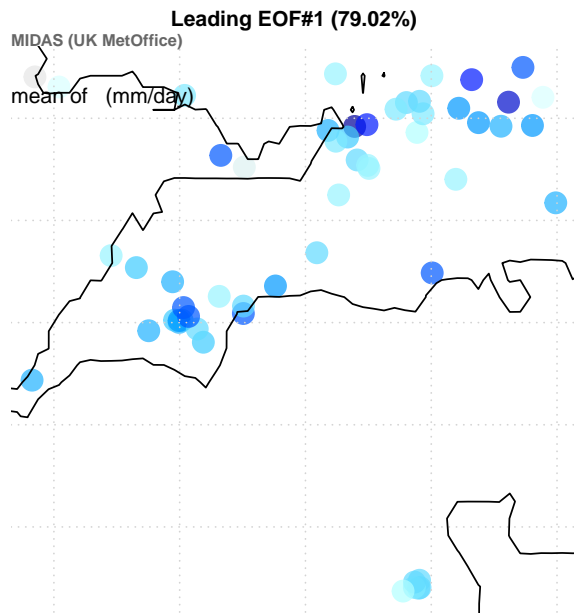 Leading EOF#1 (79.02%)
MIDAS (UK MetOffice)
mean of (mm/day)